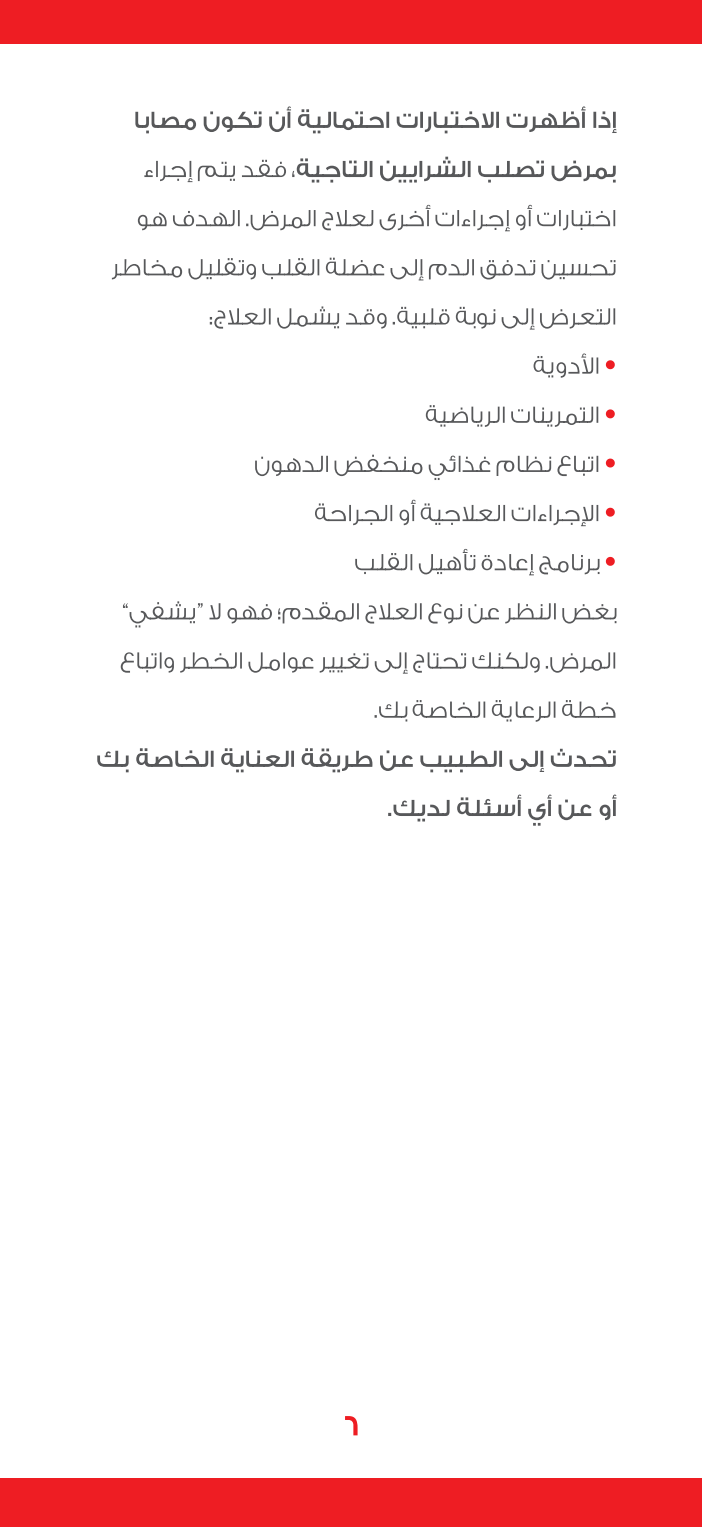 إذا أظهرت الاختبارات احتمالية أن تكون مصابا
بمرض تصلب الشرايين التاجية، فقد يتم إجراء
اختبارات أو إجراءات أخرى لعلاج المرض. الهدف هو
تحسين تدفق الدم إلى عضلة القلب وتقليل مخاطر
التعرض إلى نوبة قلبية. وقد يشمل العلاج:
• الأدوية
• التمرينات الرياضية
• اتباع نظام غذائي منخفض الدهون
• الإجراءات العلاجية أو الجراحة
• برنامج إعادة تأهيل القلب
بغض النظر عن نوع العلاج المقدم؛ فهو لا ”يشفي“
المرض. ولكنك تحتاج إلى تغيير عوامل الخطر واتباع
خطة الرعاية الخاصة بك.
تحدث إلى الطبيب عن طريقة العناية الخاصة بك
أو عن أي أسئلة لديك.
٦